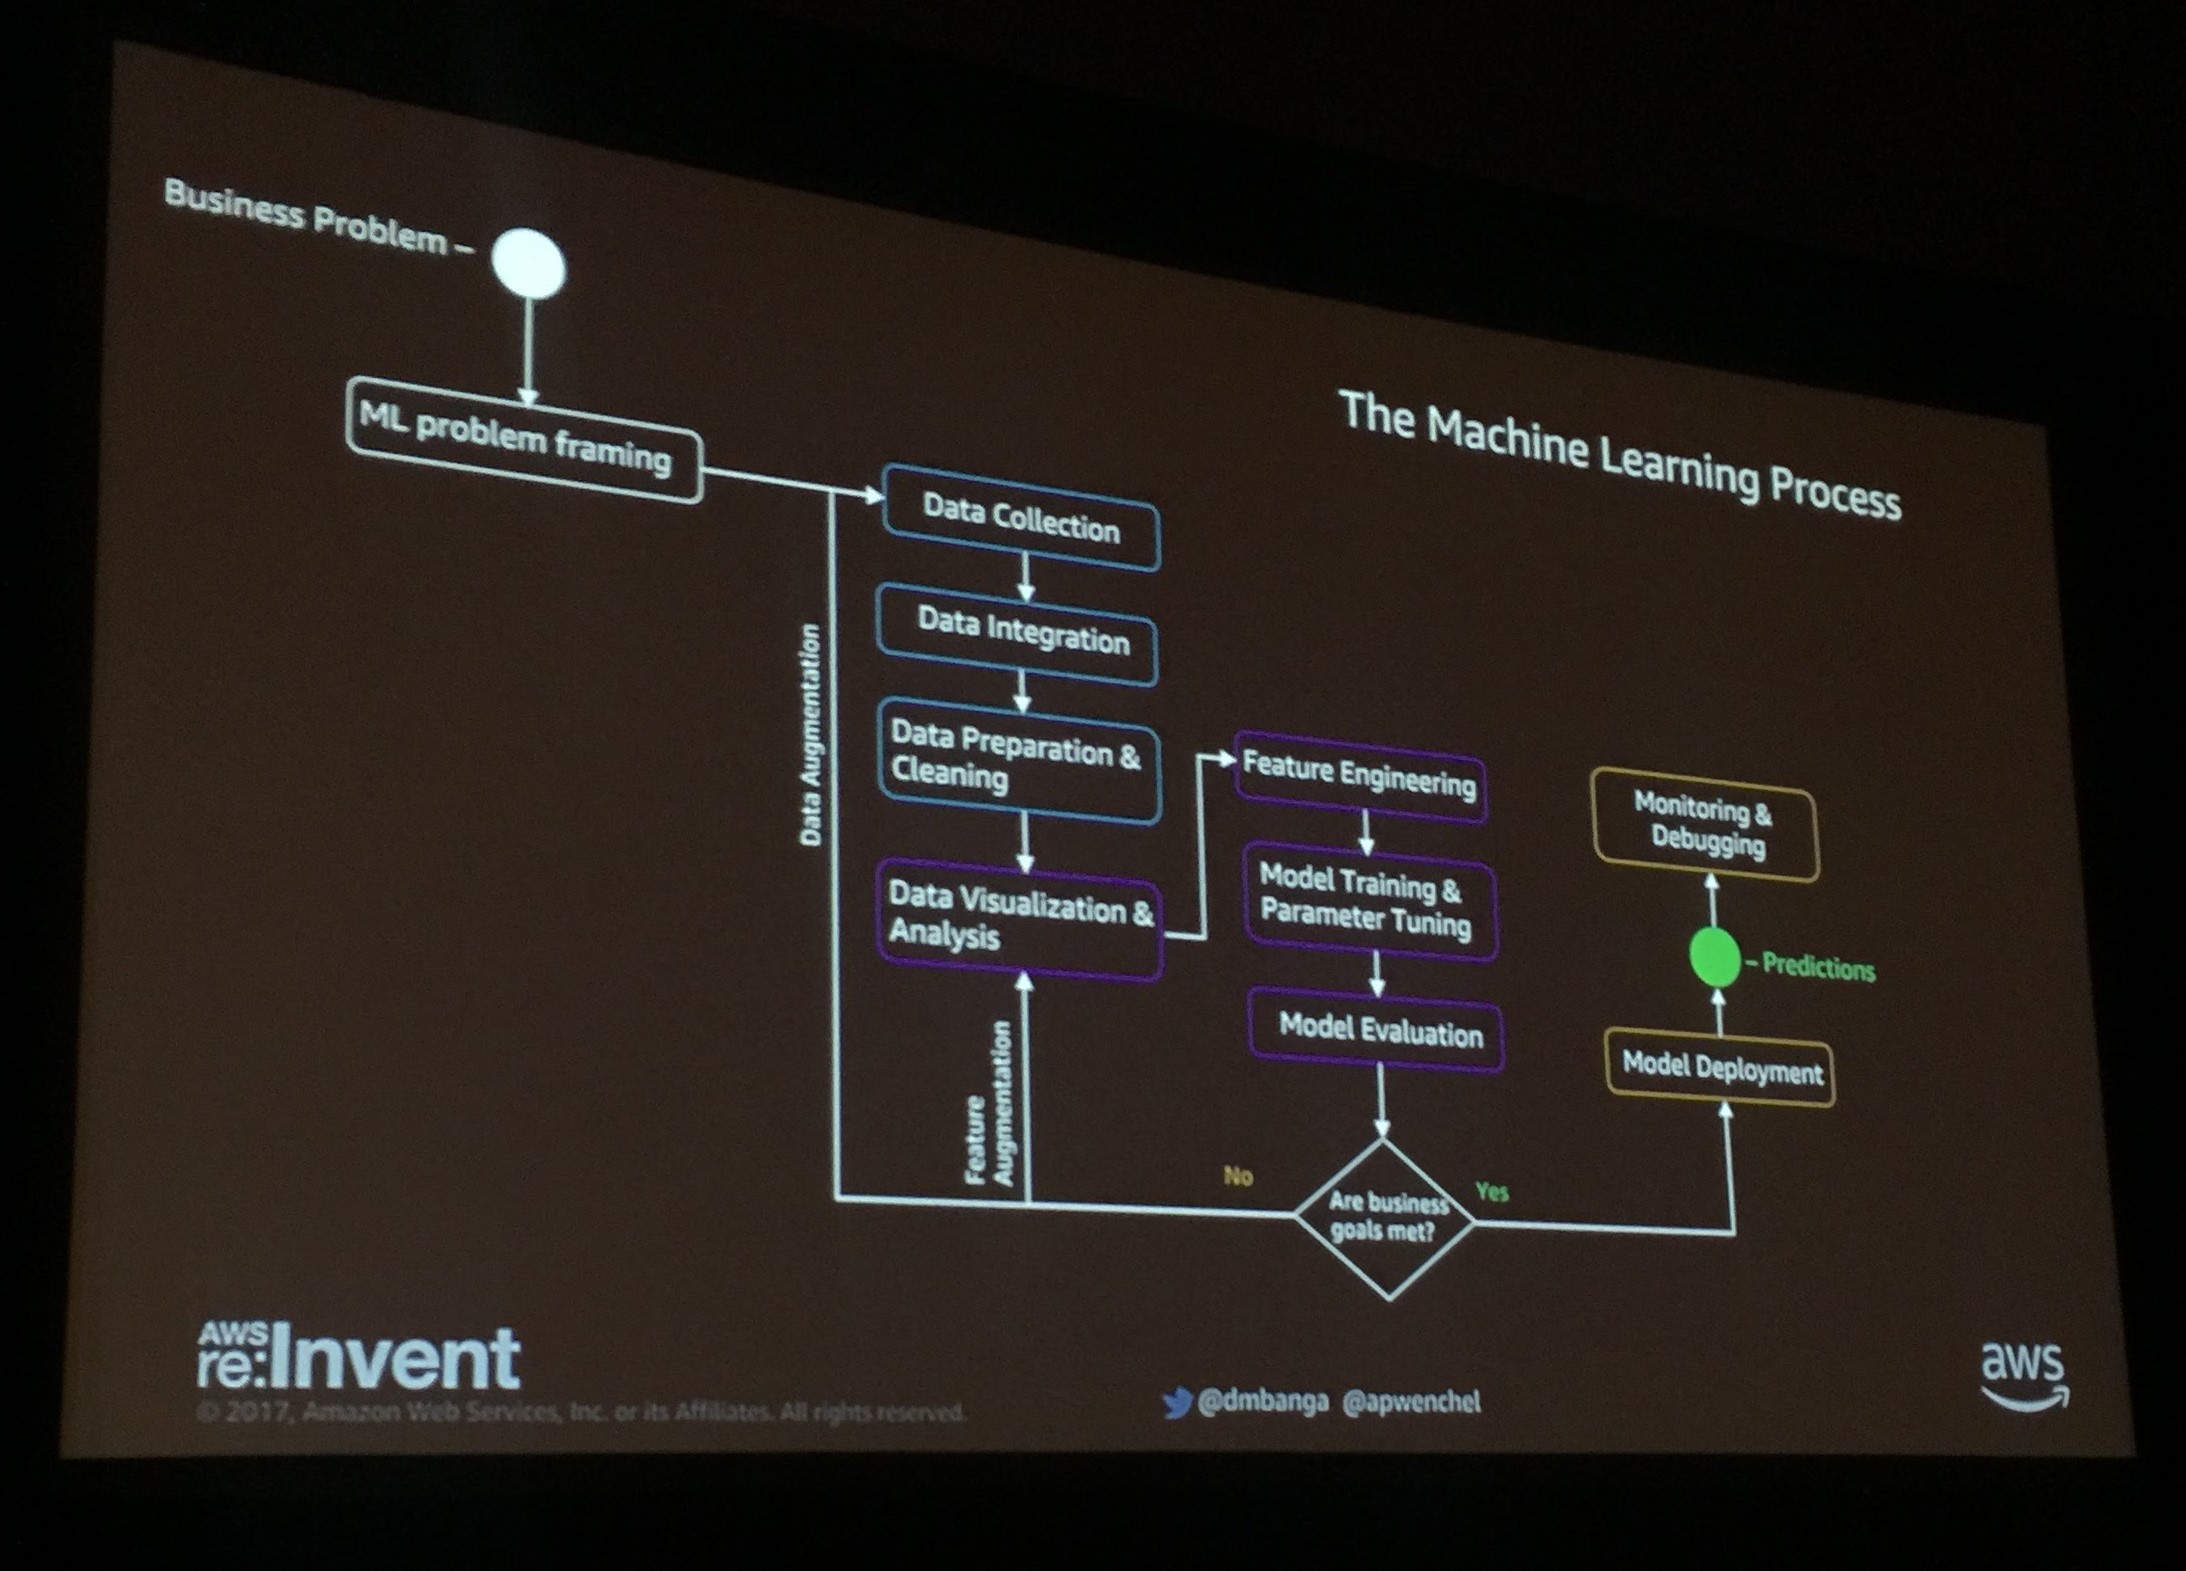 Business Problem –
ML problem framing
The Machine Learning Process
Data Collection
Data Integration
Data Preparation &
Cleaning
Data Visualization &
Analysis
Data Augmentation
Feature
Augmentation
Feature Engineering
Model Training &
Parameter Tuning
Model Evaluation
Are business
goals met?
No
Yes
Monitoring &
Debugging
– Predictions
Model Deployment
AWS
re:Invent
© 2017, Amazon Web Services, Inc. or its Affiliates. All rights reserved.
@dmbanga @apwenchel
aws